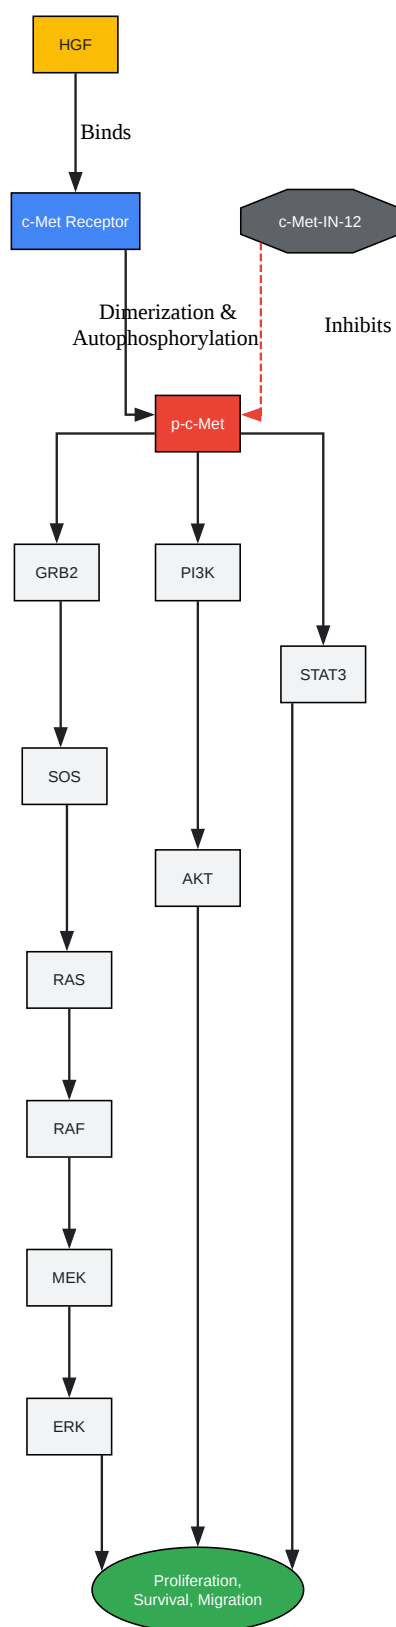 HGF
Binds
c-Met Receptor
c-Met-IN-12
Dimerization &
Autophosphorylation
Inhibits
p-c-Met
GRB2
PI3K
STAT3
SOS
AKT
RAS
RAF
MEK
ERK
Proliferation,
Survival, Migration